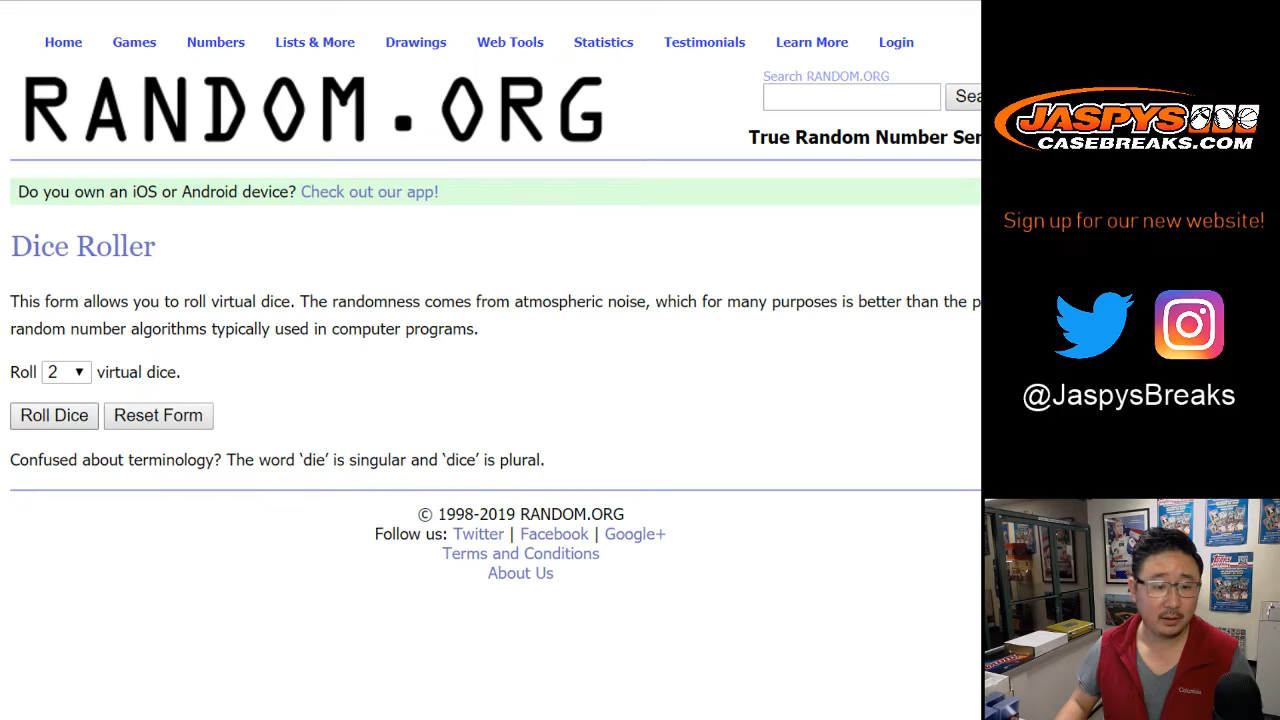 Home Games Numbers Lists & More Drawings Web Tools Statistics Testimonials Learn More Login
RANDOM.ORG
Search RANDOM.ORG
Sea
True Random Number Ser
Do you own an iOS or Android device? Check out our app!
Dice Roller
This form allows you to roll virtual dice. The randomness comes from atmospheric noise, which for many purposes is better than the p
random number algorithms typically used in computer programs.
Roll 2 ▼ virtual dice.
Roll Dice Reset Form
Confused about terminology? The word ‘die’ is singular and ‘dice’ is plural.
© 1998-2019 RANDOM.ORG
Follow us: Twitter | Facebook | Google+
Terms and Conditions
About Us
JASPYS
CASEBREAKS.COM
Sign up for our new website!
@JaspysBreaks
Columbia